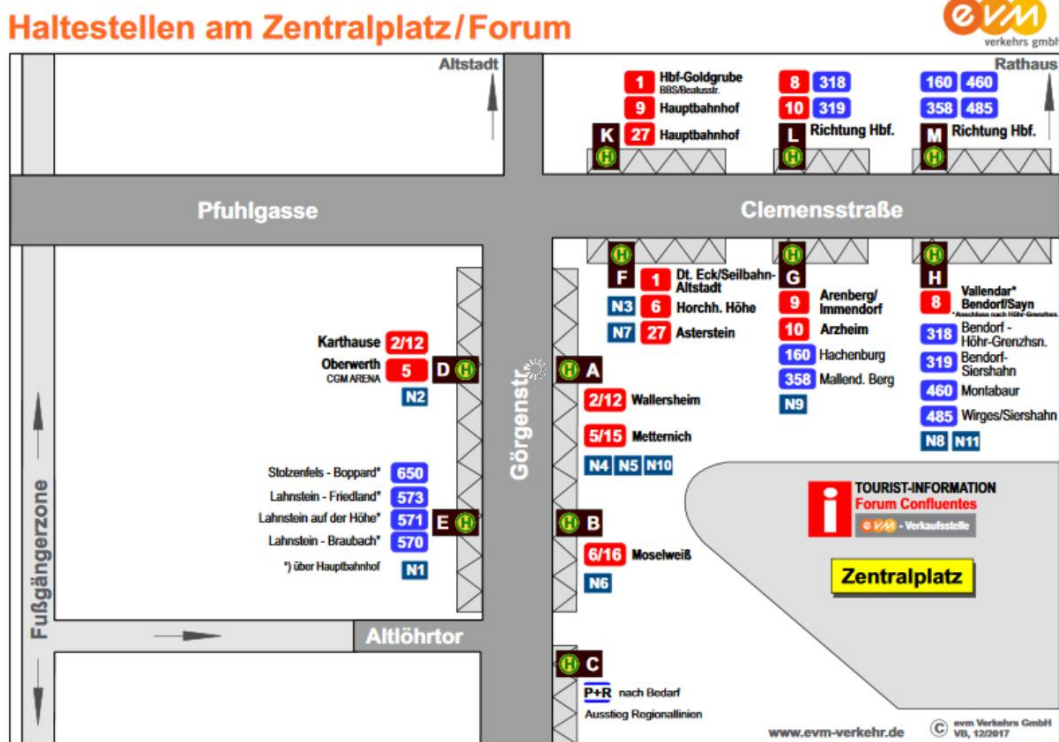 Haltestellen am Zentralplatz/Forum
evm
verkehrs gmbh
Altstadt
Rathaus
1 Hbf-Goldgrube
BBS/Beatusstr.
9 Hauptbahnhof
27 Hauptbahnhof
K
H
8 318
10 319
L Richtung Hbf.
H
160 460
358 485
M Richtung Hbf.
H
Pfuhlgasse
Clemensstraße
H
F
1 Dt. Eck/Seilbahn-
Altstadt
N3 6 Horchh. Höhe
N7 27 Asterstein
H
G
9 Arenberg/
Immendorf
10 Arzheim
160 Hachenburg
358 Mallend. Berg
N9
H
H
8 Vallendar*
Bendorf/Sayn
*Anschluss nach Höhr-Grenzhsn.
318 Bendorf -
Höhr-Grenzhsn.
319 Bendorf-
Siershahn
460 Montabaur
485 Wirges/Siershahn
N8 N11
Karthause 2/12
Oberwerth 5
CGM ARENA
D H
N2
Görgenstr.
H A
2/12 Wallersheim
5/15 Metternich
N4 N5 N10
Stolzenfels - Boppard* 650
Lahnstein - Friedland* 573
Lahnstein auf der Höhe* 571
Lahnstein - Braubach* 570
*) über Hauptbahnhof N1
E H
H B
6/16 Moselweiß
N6
i TOURIST-INFORMATION
Forum Confluentes
evm - Verkaufsstelle
Zentralplatz
Fußgängerzone
Altlöhrtor
H C
P+R nach Bedarf
Ausstieg Regionallinien
www.evm-verkehr.de
© evm Verkehrs GmbH
VB, 12/2017